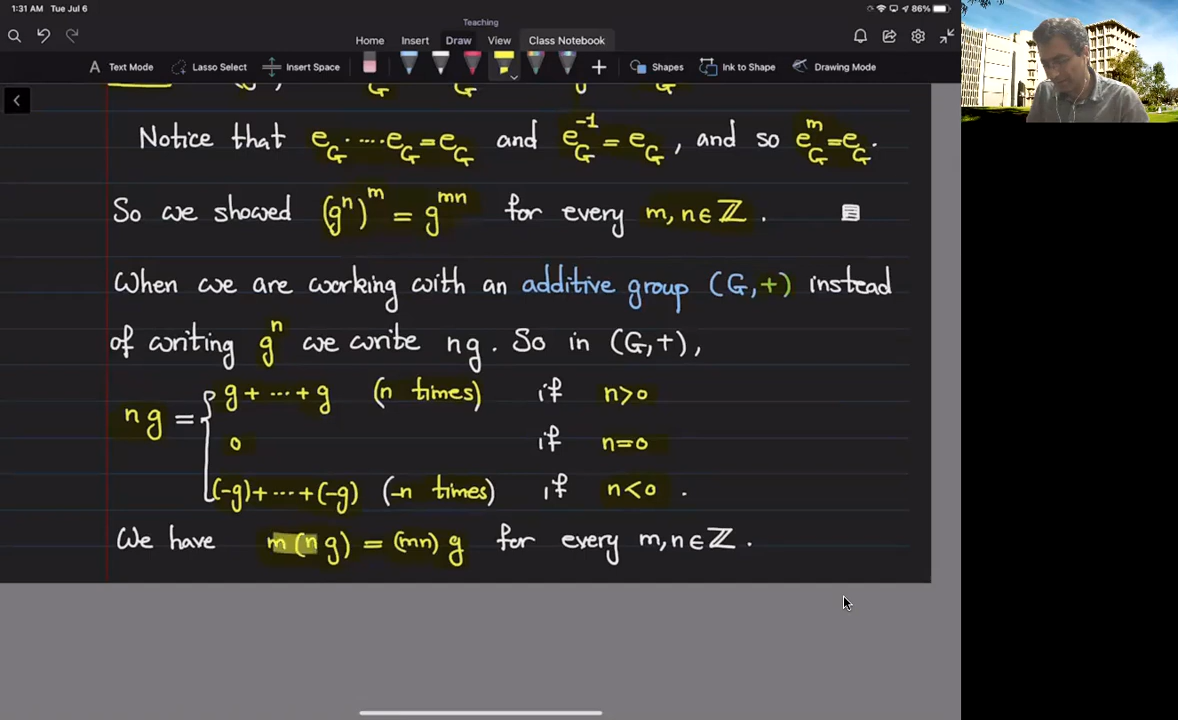 1:31 AM Tue Jul 6
86%
Teaching
Home Insert Draw View Class Notebook
Text Mode Lasso Select Insert Space Shapes Ink to Shape Drawing Mode
Notice that e_G · ⋯ · e_G = e_G and e_G^{-1} = e_G, and so e_G^m = e_G.
So we showed (g^n)^m = g^{mn} for every m, n ∈ ℤ.
When we are working with an additive group (G,+) instead
of writing g^n we write ng. So in (G,+),
g + ⋯ + g (n times) if n>0
ng = { 0 if n=0
(-g)+ ⋯ +(-g) (-n times) if n<0 .
We have m(ng) = (mn)g for every m, n ∈ ℤ.